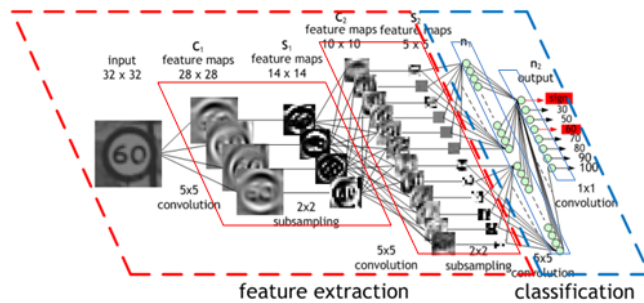 input
32 x 32
C₁
feature maps
28 x 28
S₁
feature maps
14 x 14
C₂
feature maps
10 x 10
S₂
feature maps
5 x 5
n₁
n₂
output
60
sign
30
50
60
70
80
90
100
5x5
convolution
2x2
subsampling
5x5
convolution
2x2
subsampling
5x5
convolution
1x1
convolution
feature extraction
classification